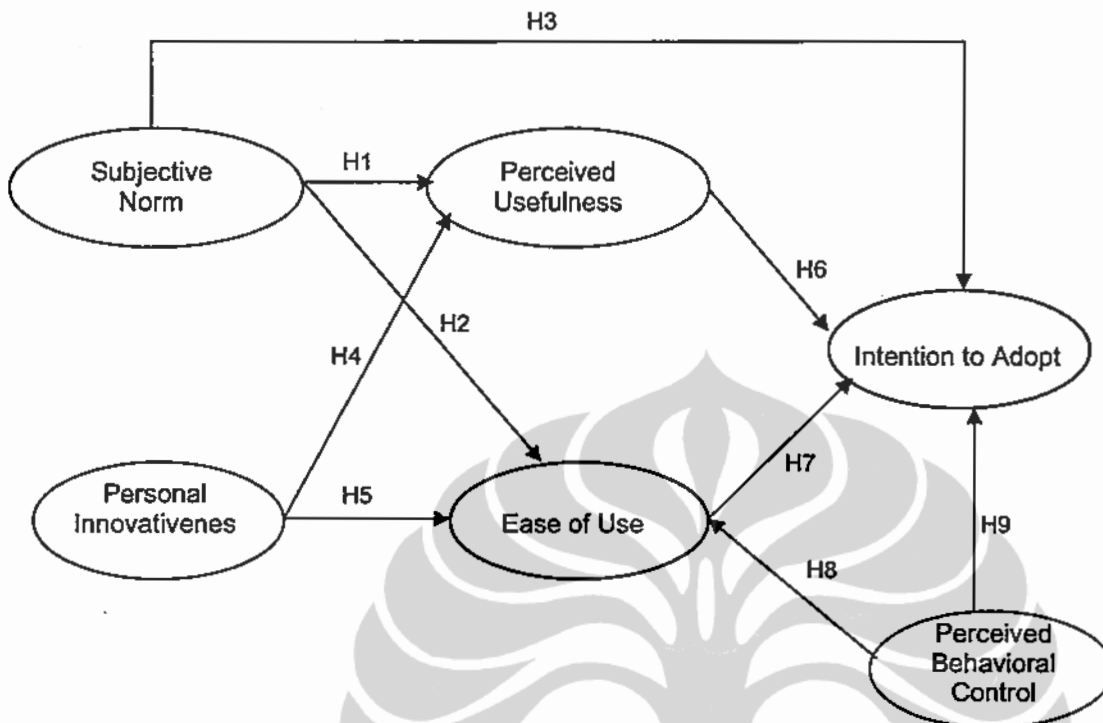 H3
Subjective
Norm
H1
Perceived
Usefulness
H6
H2
H4
Intention to Adopt
H7
Personal
Innovativenes
H5
Ease of Use
H8
H9
Perceived
Behavioral
Control